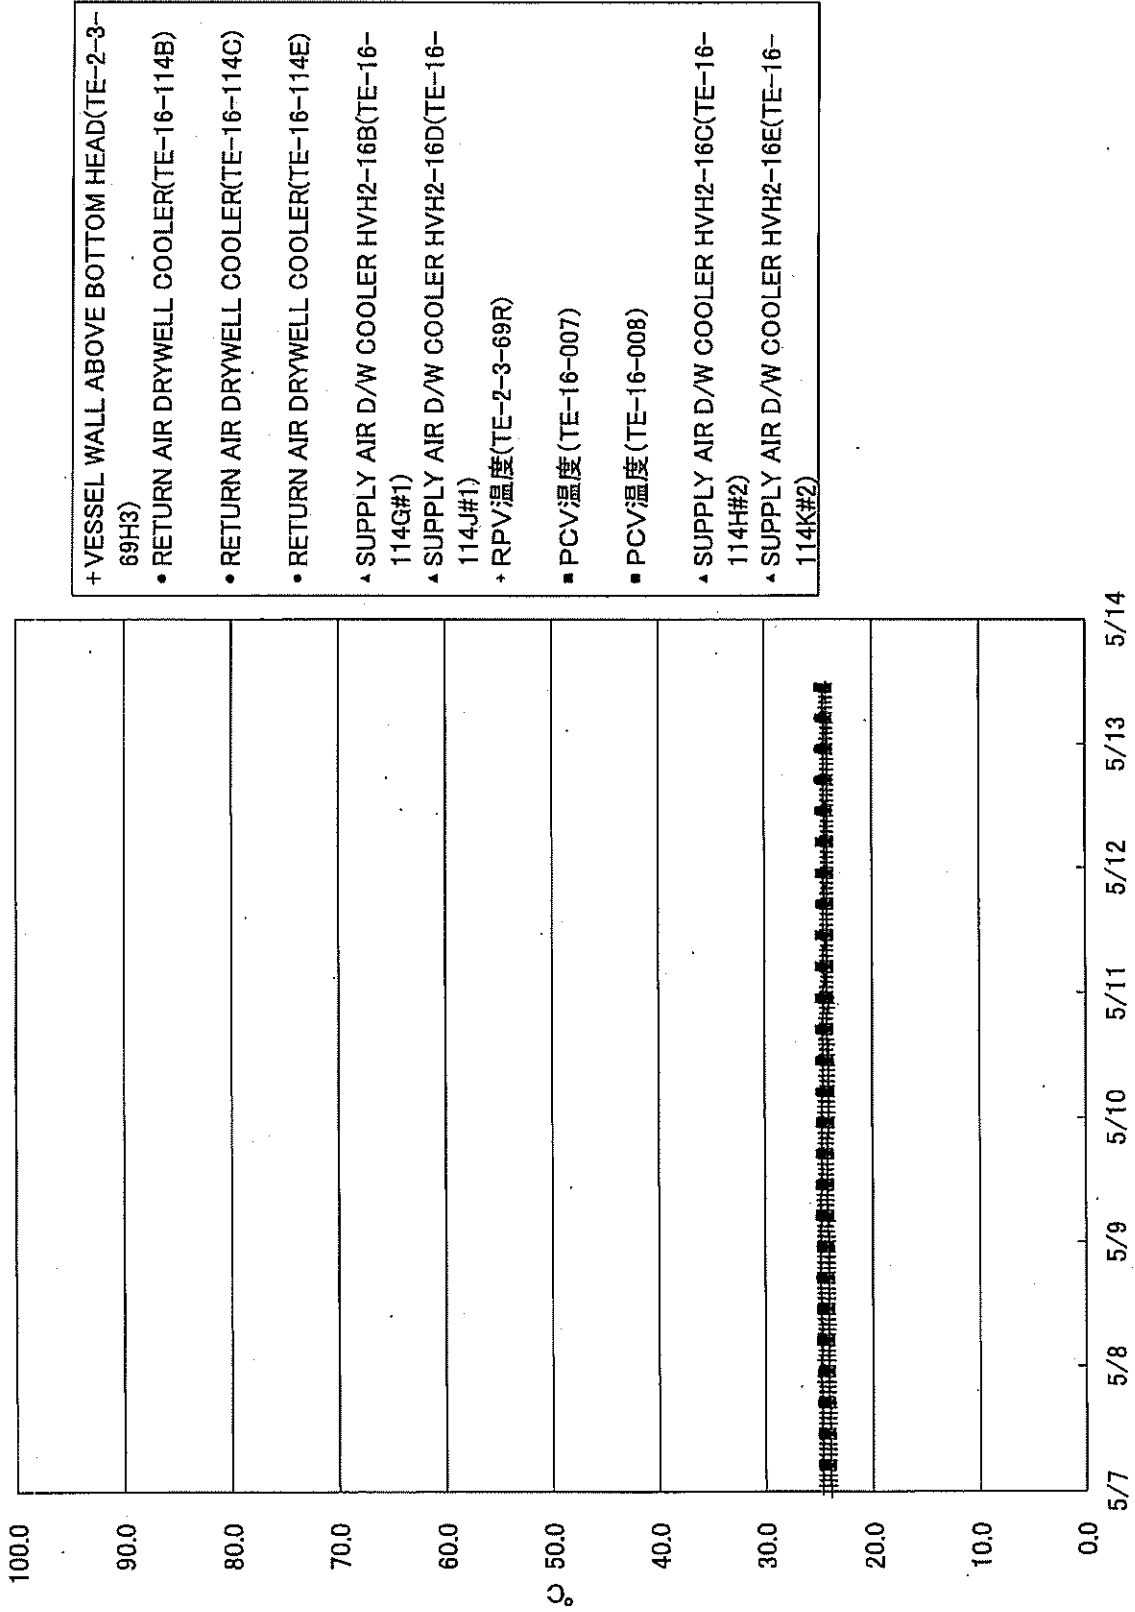 100.0
90.0
80.0
70.0
60.0
50.0
40.0
30.0
20.0
10.0
0.0
℃
5/7
5/8
5/9
5/10
5/11
5/12
5/13
5/14
+VESSEL WALL ABOVE BOTTOM HEAD(TE-2-3-
69H3)
• RETURN AIR DRYWELL COOLER(TE-16-114B)
• RETURN AIR DRYWELL COOLER(TE-16-114C)
• RETURN AIR DRYWELL COOLER(TE-16-114E)
▲ SUPPLY AIR D/W COOLER HVH2-16B(TE-16-
114G#1)
▲ SUPPLY AIR D/W COOLER HVH2-16D(TE-16-
114J#1)
+ RPV温度(TE-2-3-69R)
■ PCV温度(TE-16-007)
■ PCV温度(TE-16-008)
▲ SUPPLY AIR D/W COOLER HVH2-16C(TE-16-
114H#2)
▲ SUPPLY AIR D/W COOLER HVH2-16E(TE-16-
114K#2)